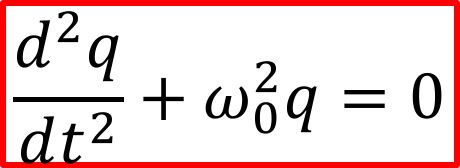 d²q/dt² + ω₀²q = 0